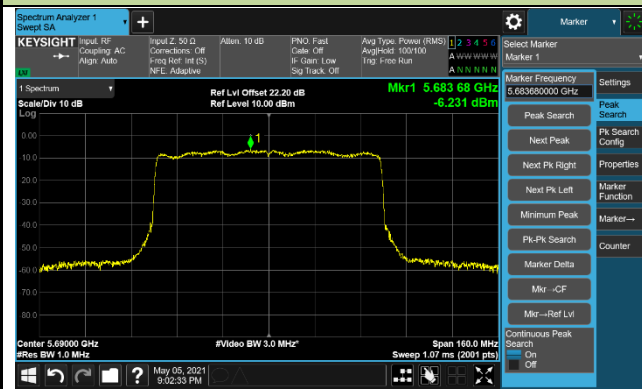 Spectrum Analyzer 1
Swept SA
Marker
KEYSIGHT
Input: RF
Coupling: AC
Align: Auto
Input Z: 50 Ω
Corrections: Off
Freq Ref: Int (S)
NFE: Adaptive
Atten: 10 dB
PNO: Fast
Gate: Off
IF Gain: Low
Sig Track: Off
Avg Type: Power (RMS)
Avg|Hold: 100/100
Trig: Free Run
1 2 3 4 5 6
A W W W W W
A N N N N N
Select Marker
Marker 1
1 Spectrum
Scale/Div 10 dB
Log
Ref Lvl Offset 22.20 dB
Ref Level 10.00 dBm
Mkr1 5.683 68 GHz
-6.231 dBm
Marker Frequency
5.683680000 GHz
Peak Search
Next Peak
Next Pk Right
Next Pk Left
Minimum Peak
Pk-Pk Search
Marker Delta
Mkr→CF
Mkr→Ref Lvl
Continuous Peak
Search
On
Off
Settings
Peak
Search
Pk Search
Config
Properties
Marker
Function
Marker→
Counter
1
0.00
-10.0
-20.0
-30.0
-40.0
-50.0
-60.0
-70.0
-80.0
Center 5.69000 GHz
#Res BW 1.0 MHz
#Video BW 3.0 MHz*
Span 160.0 MHz
Sweep 1.07 ms (2001 pts)
May 05, 2021
9:02:33 PM